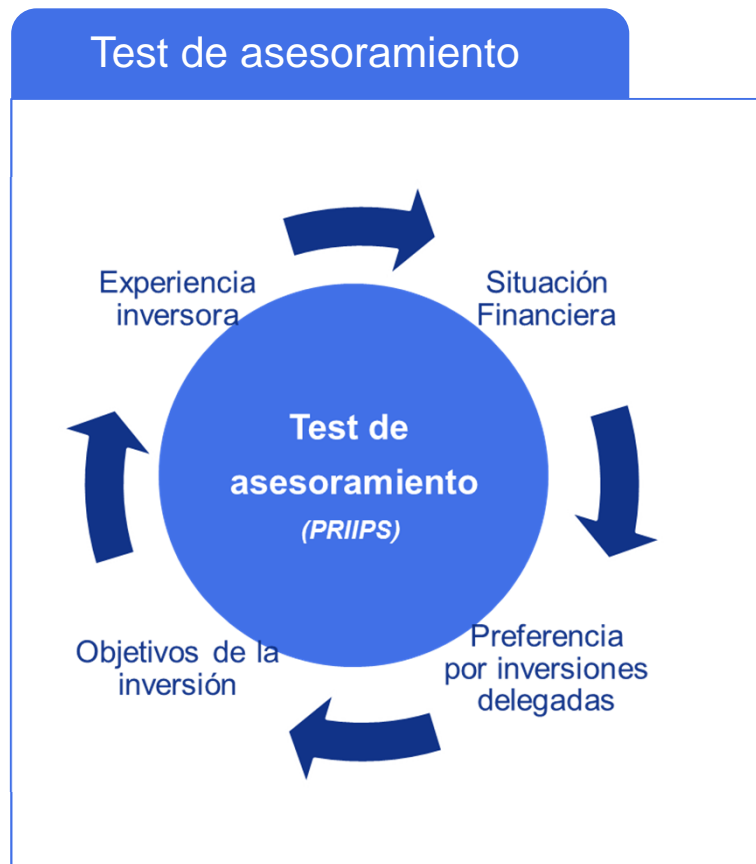 Test de asesoramiento
Experiencia
inversora
Situación
Financiera
Test de
asesoramiento
(PRIIPS)
Objetivos de la
inversión
Preferencia
por inversiones
delegadas